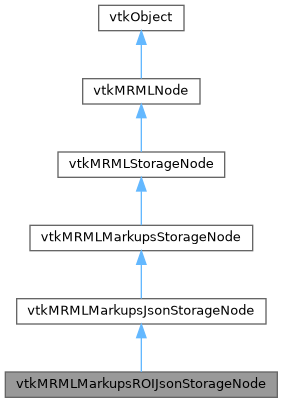 vtkObject
vtkMRMLNode
vtkMRMLStorageNode
vtkMRMLMarkupsStorageNode
vtkMRMLMarkupsJsonStorageNode
vtkMRMLMarkupsROIJsonStorageNode